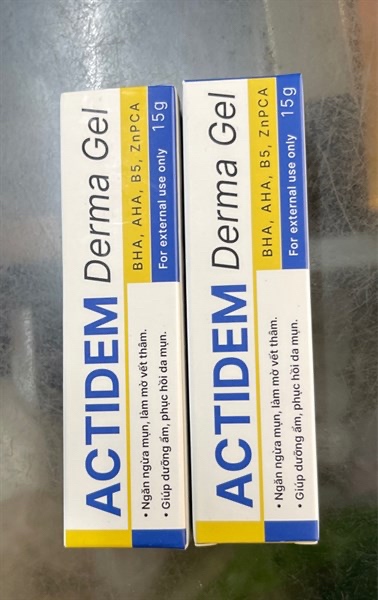 ACTIDEM Derma Gel
BHA, AHA, B5, ZnPCA
For external use only 15g
• Ngăn ngừa mụn, làm mờ vết thâm.
• Giúp dưỡng ẩm, phục hồi da mụn.
ACTIDEM Derma Gel
BHA, AHA, B5, ZnPCA
For external use only 15g
• Ngăn ngừa mụn, làm mờ vết thâm.
• Giúp dưỡng ẩm, phục hồi da mụn.